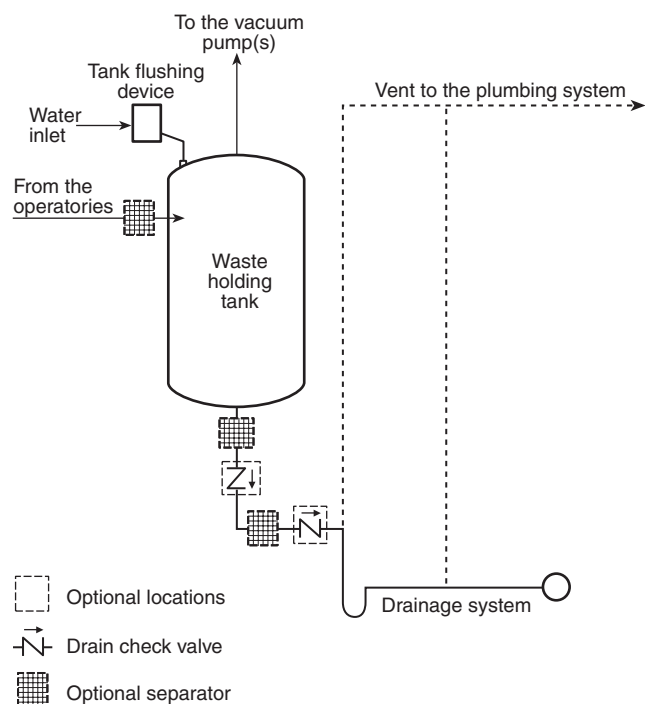 To the vacuum
pump(s)
Tank flushing
device
Water
inlet
Vent to the plumbing system
From the
operatories
Waste
holding
tank
Drainage system
Optional locations
Drain check valve
Optional separator